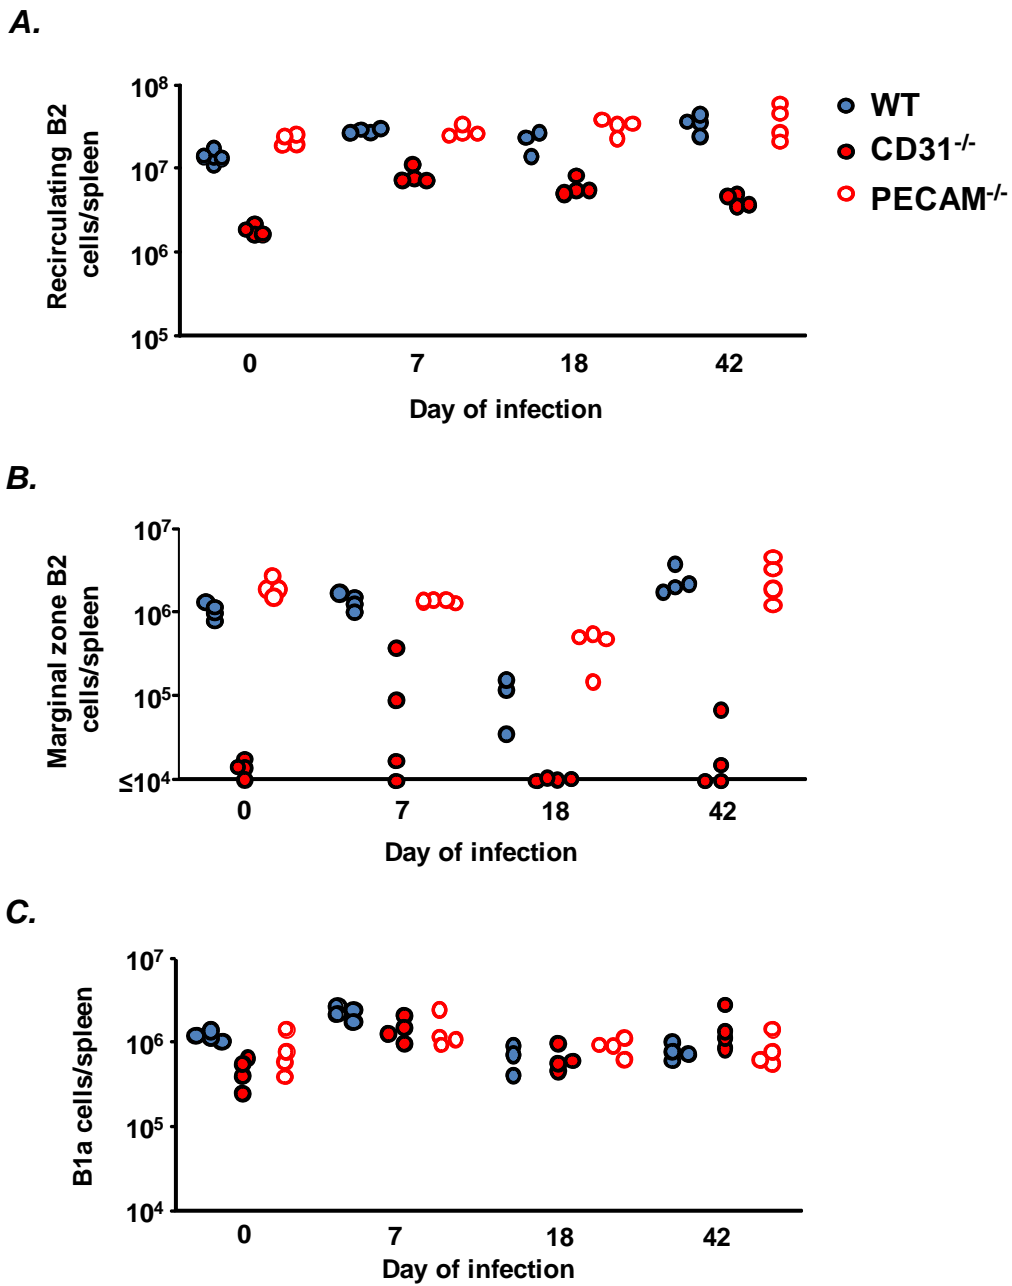 A.
Recirculating B2
cells/spleen
10⁸
10⁷
10⁶
10⁵
0 7 18 42
Day of infection
WT
CD31⁻/⁻
PECAM⁻/⁻
B.
Marginal zone B2
cells/spleen
10⁷
10⁶
10⁵
≤10⁴
0 7 18 42
Day of infection
C.
B1a cells/spleen
10⁷
10⁶
10⁵
10⁴
0 7 18 42
Day of infection